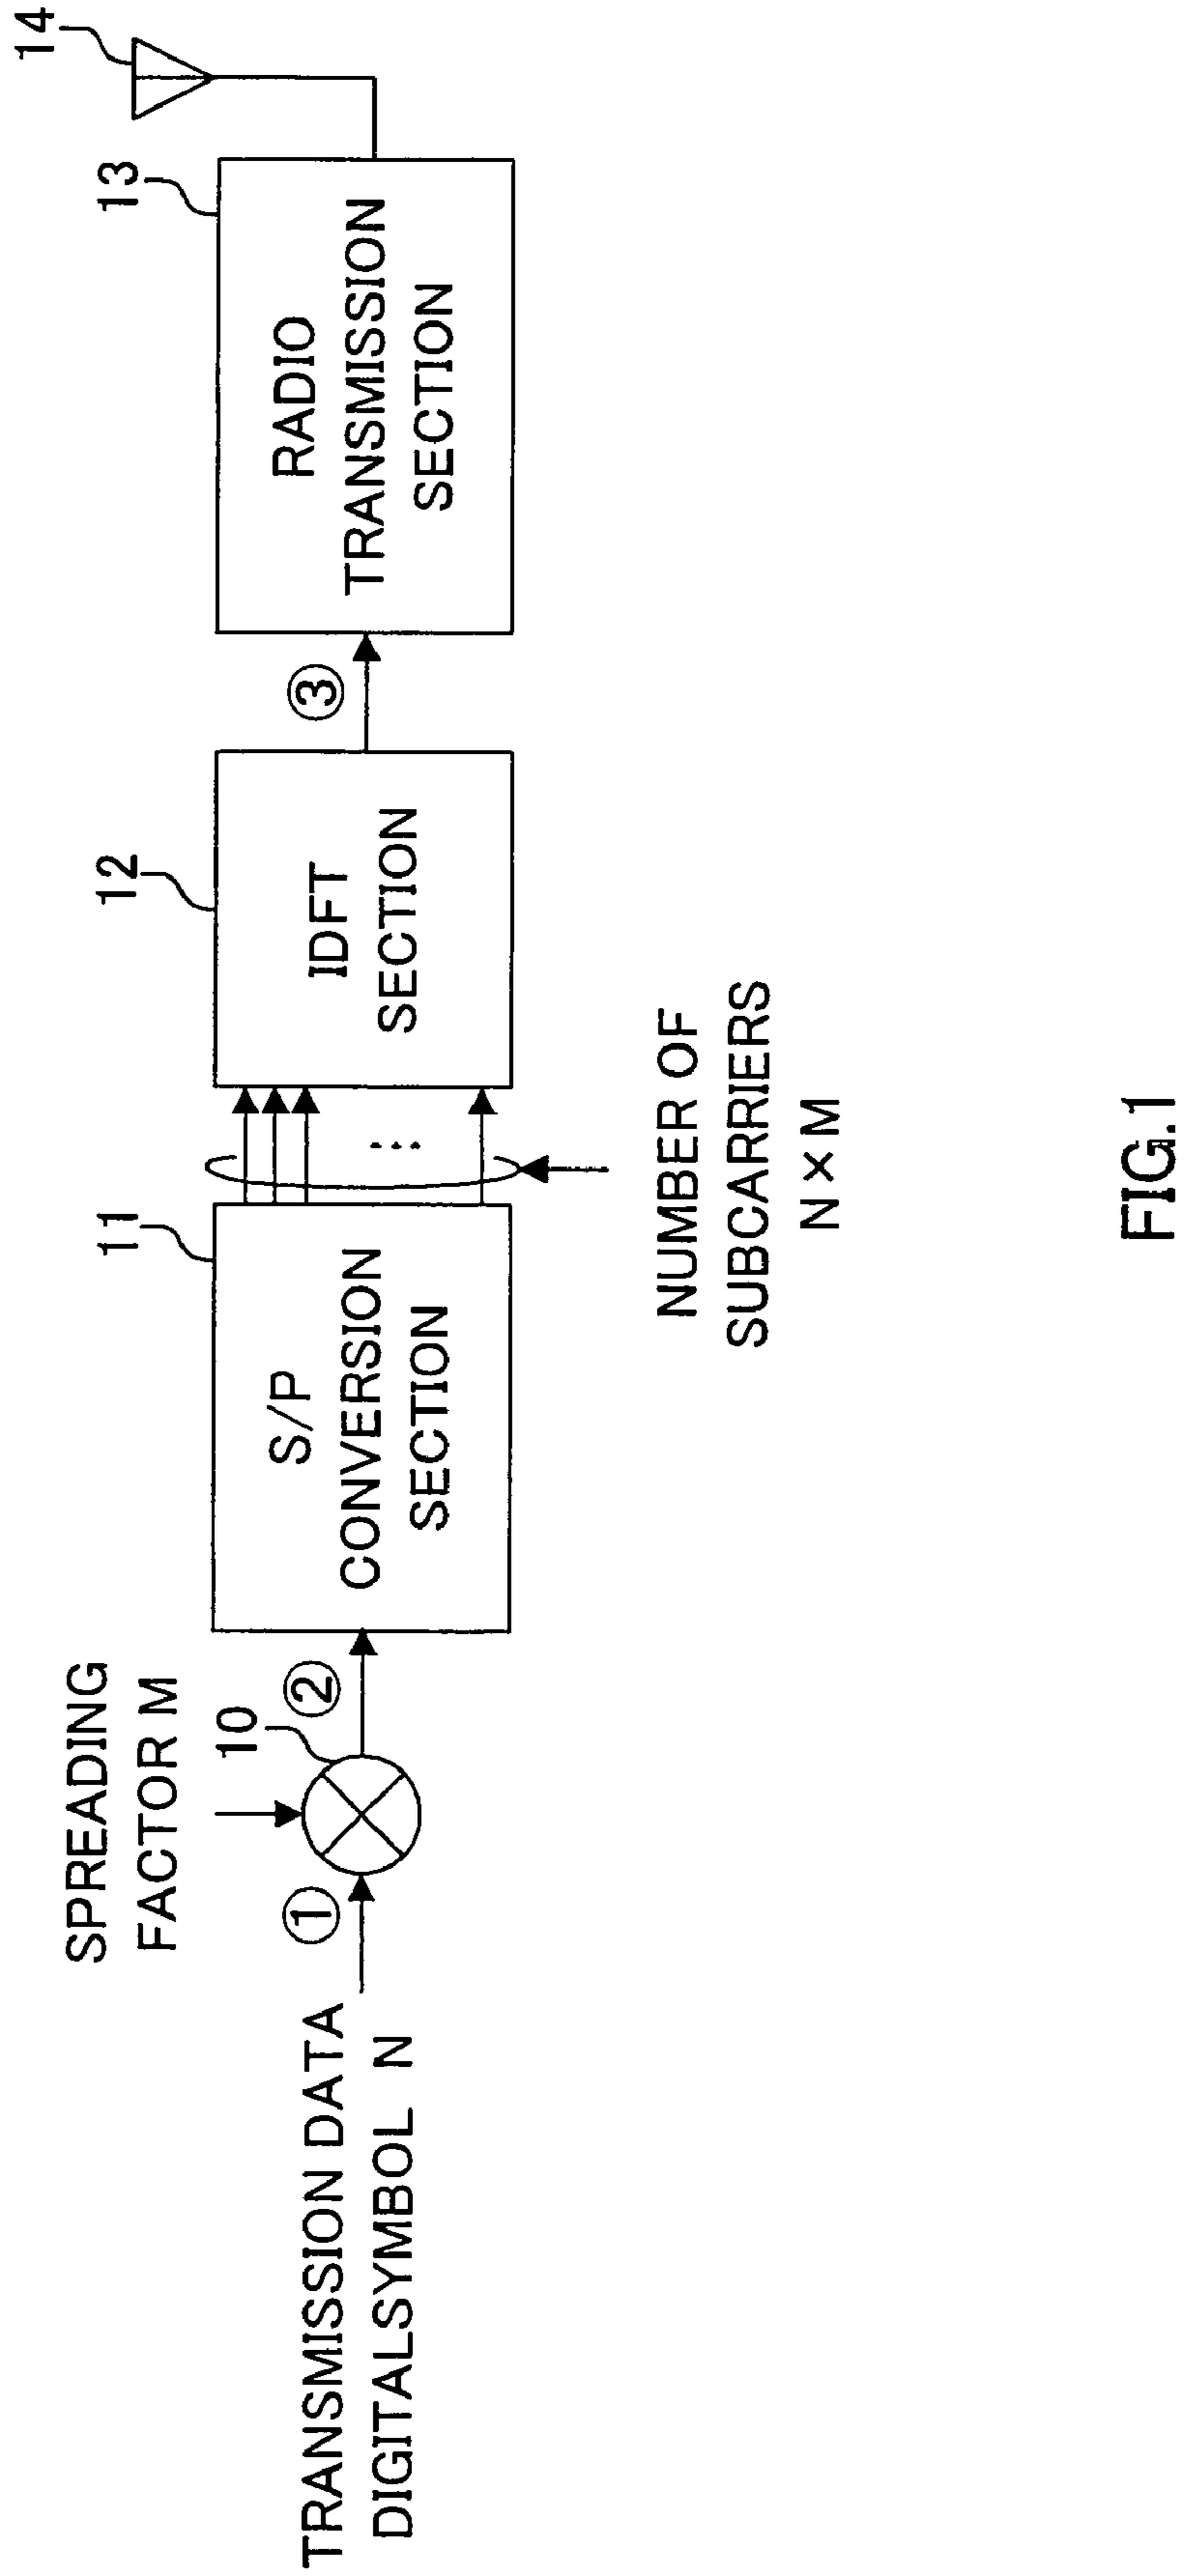 TRANSMISSION DATA
DIGITALSYMBOL N
①
SPREADING
FACTOR M
10
②
11
S/P
CONVERSION
SECTION
NUMBER OF
SUBCARRIERS
N×M
12
IDFT
SECTION
③
13
RADIO
TRANSMISSION
SECTION
14
FIG.1